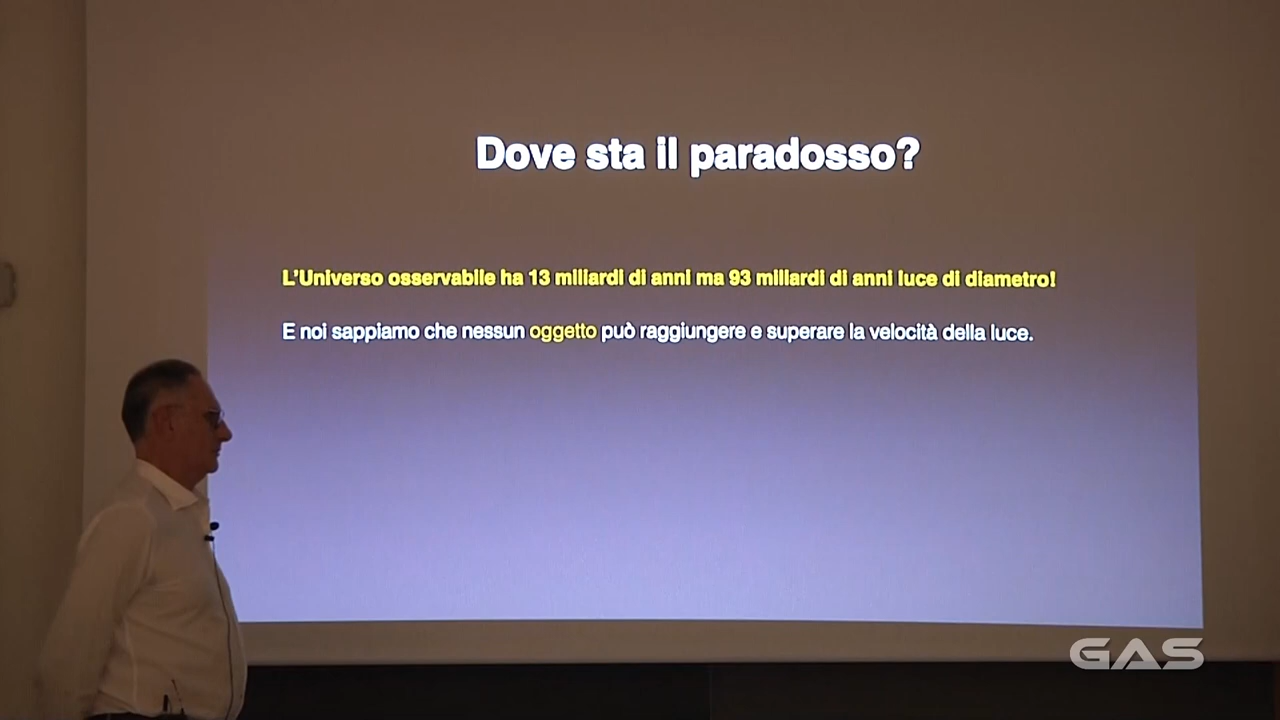 Dove sta il paradosso?
L'Universo osservabile ha 13 miliardi di anni ma 93 miliardi di anni luce di diametro!
E noi sappiamo che nessun oggetto può raggiungere e superare la velocità della luce.
GAS